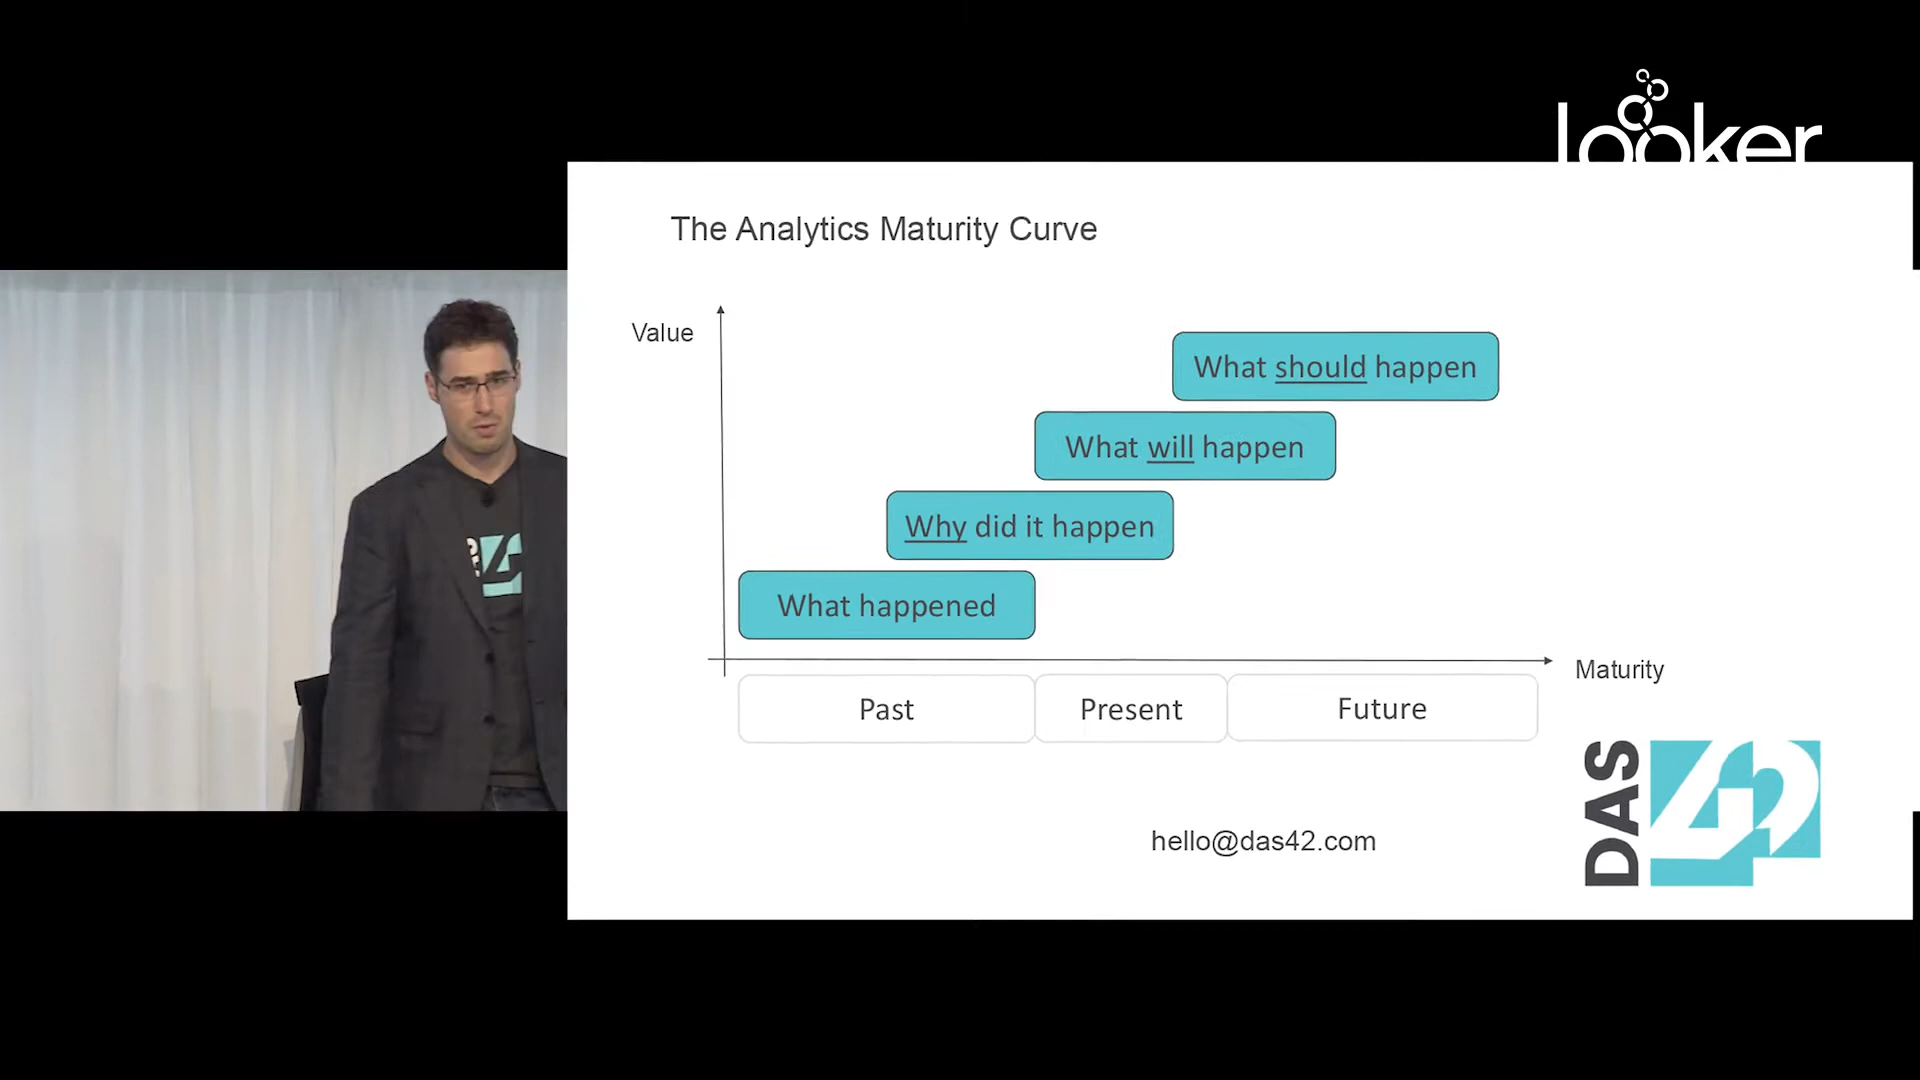 looker
The Analytics Maturity Curve
Value
What should happen
What will happen
Why did it happen
What happened
Maturity
Past
Present
Future
DAS
42
hello@das42.com